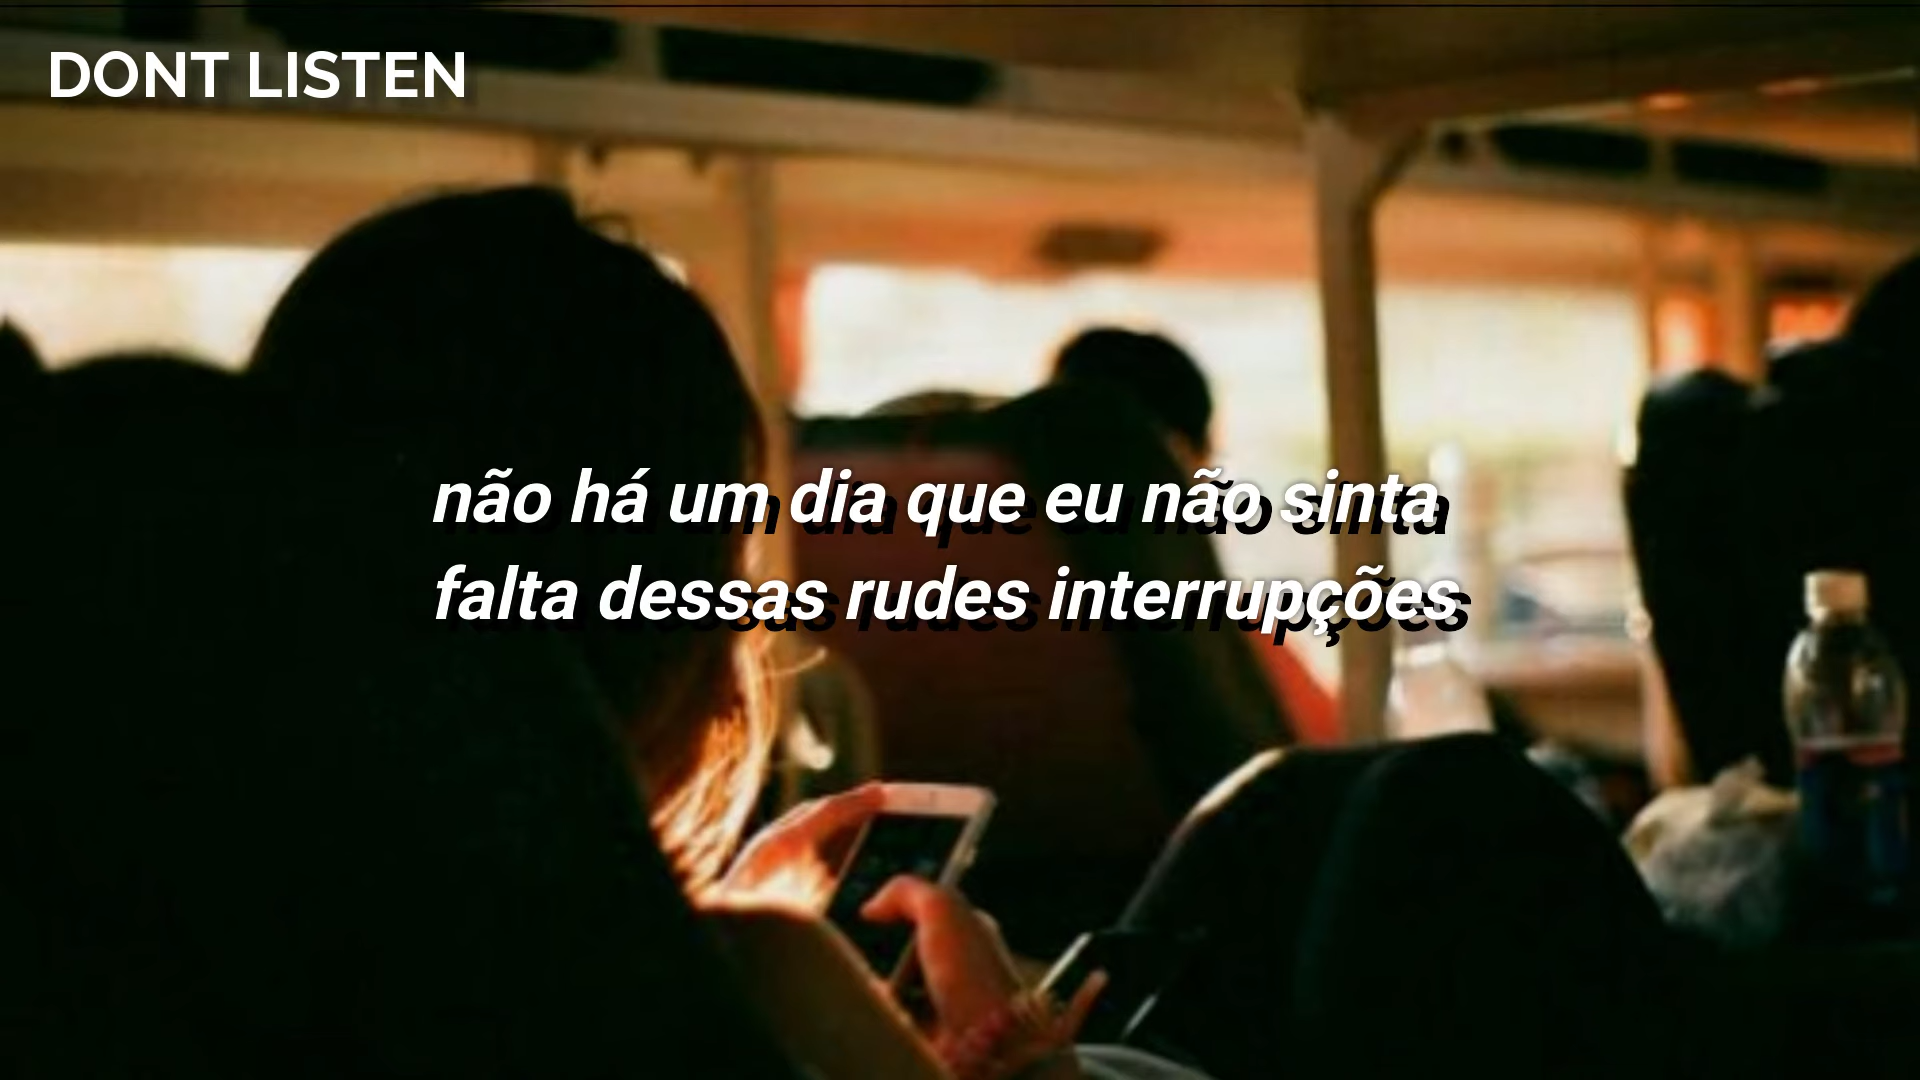 DONT LISTEN
não há um dia que eu não sinta
falta dessas rudes interrupções